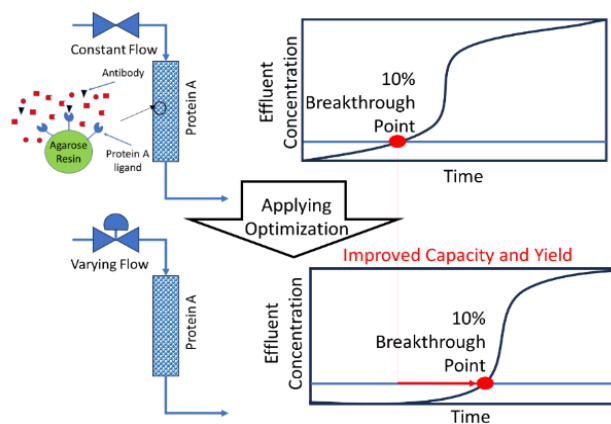 Constant Flow
Antibody
Agarose
Resin
Protein A
ligand
Protein A
Effluent
Concentration
10%
Breakthrough
Point
Time
Applying
Optimization
Varying Flow
Protein A
Improved Capacity and Yield
Effluent
Concentration
10%
Breakthrough
Point
Time